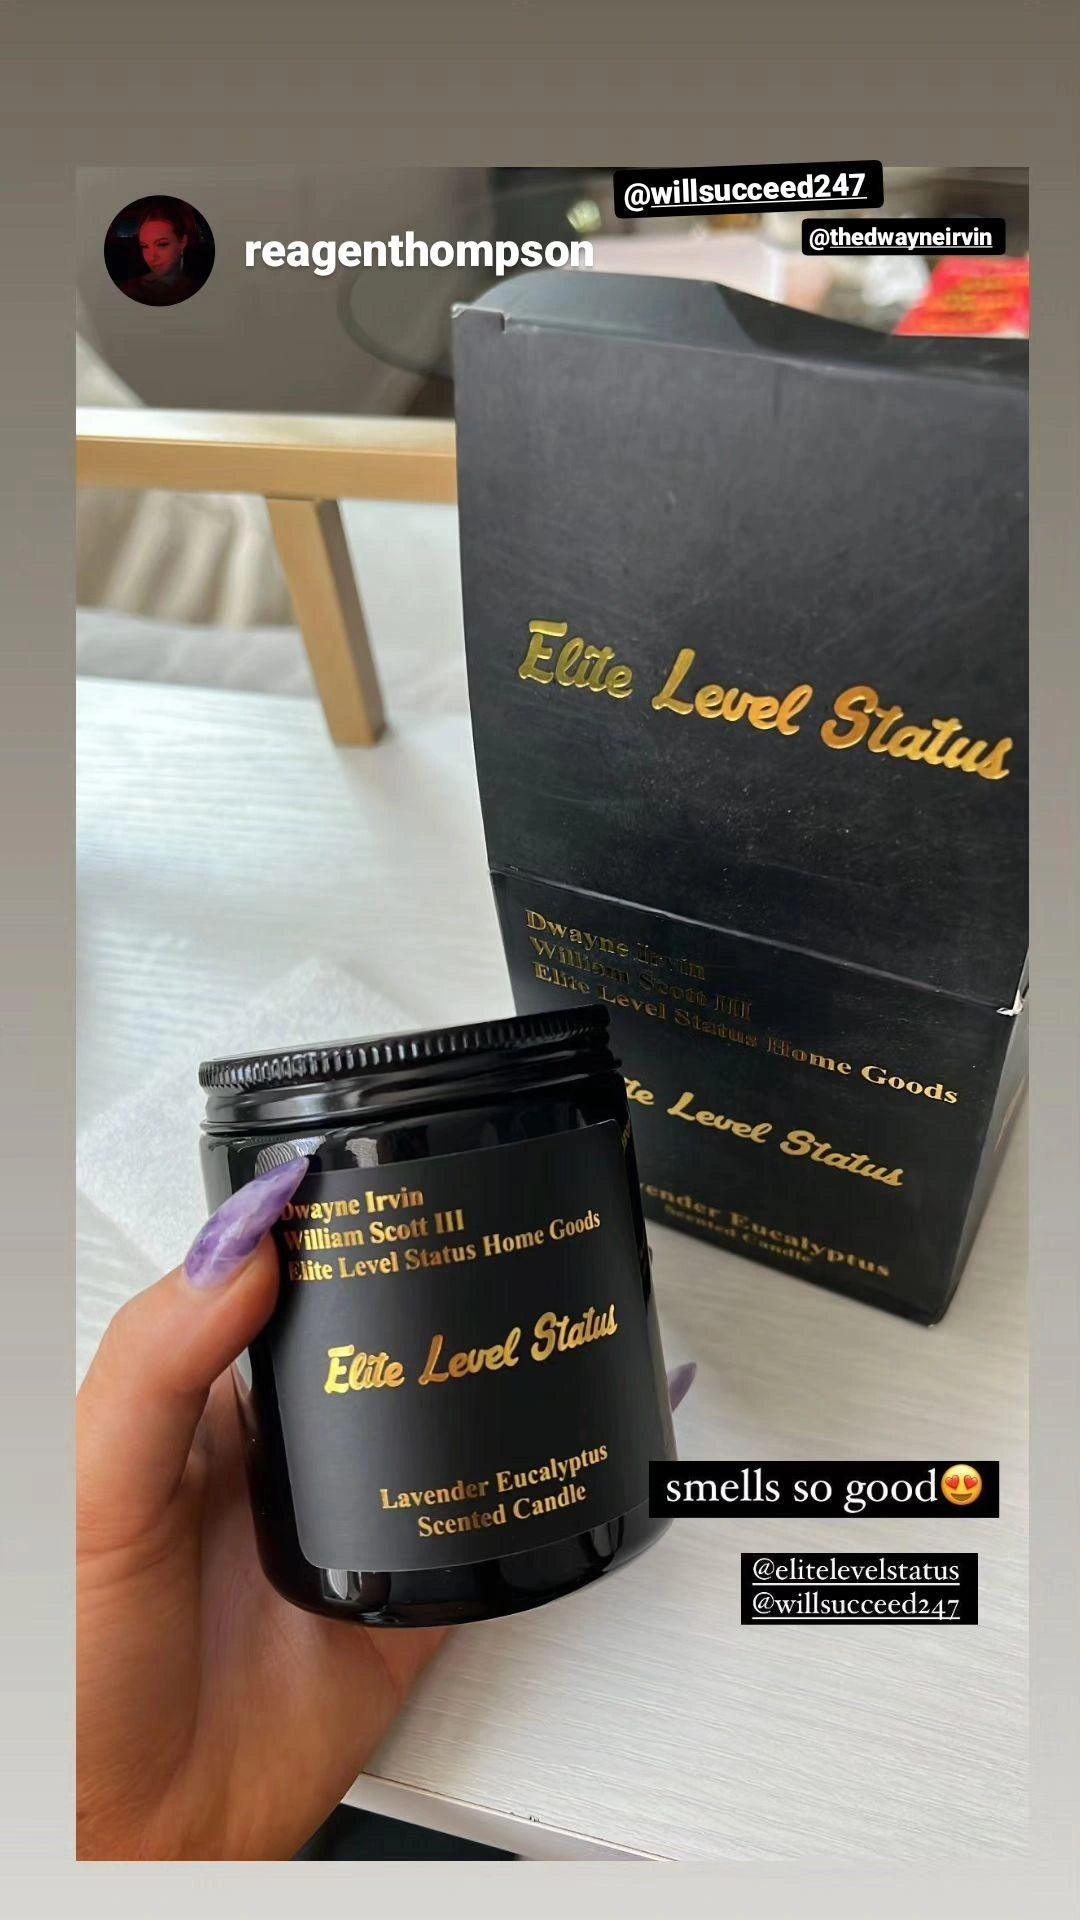 @willsucceed247
@thedwayneirvin
reagenthompson
Elite Level Status
Dwayne Irvin
William Scott III
Elite Level Status Home Goods
Level Status
Eucalyptus
Scented Candle
Dwayne Irvin
William Scott III
Elite Level Status Home Goods
Elite Level Status
Lavender Eucalyptus
Scented Candle
smells so good😍
@elitelevelstatus
@willsucceed247